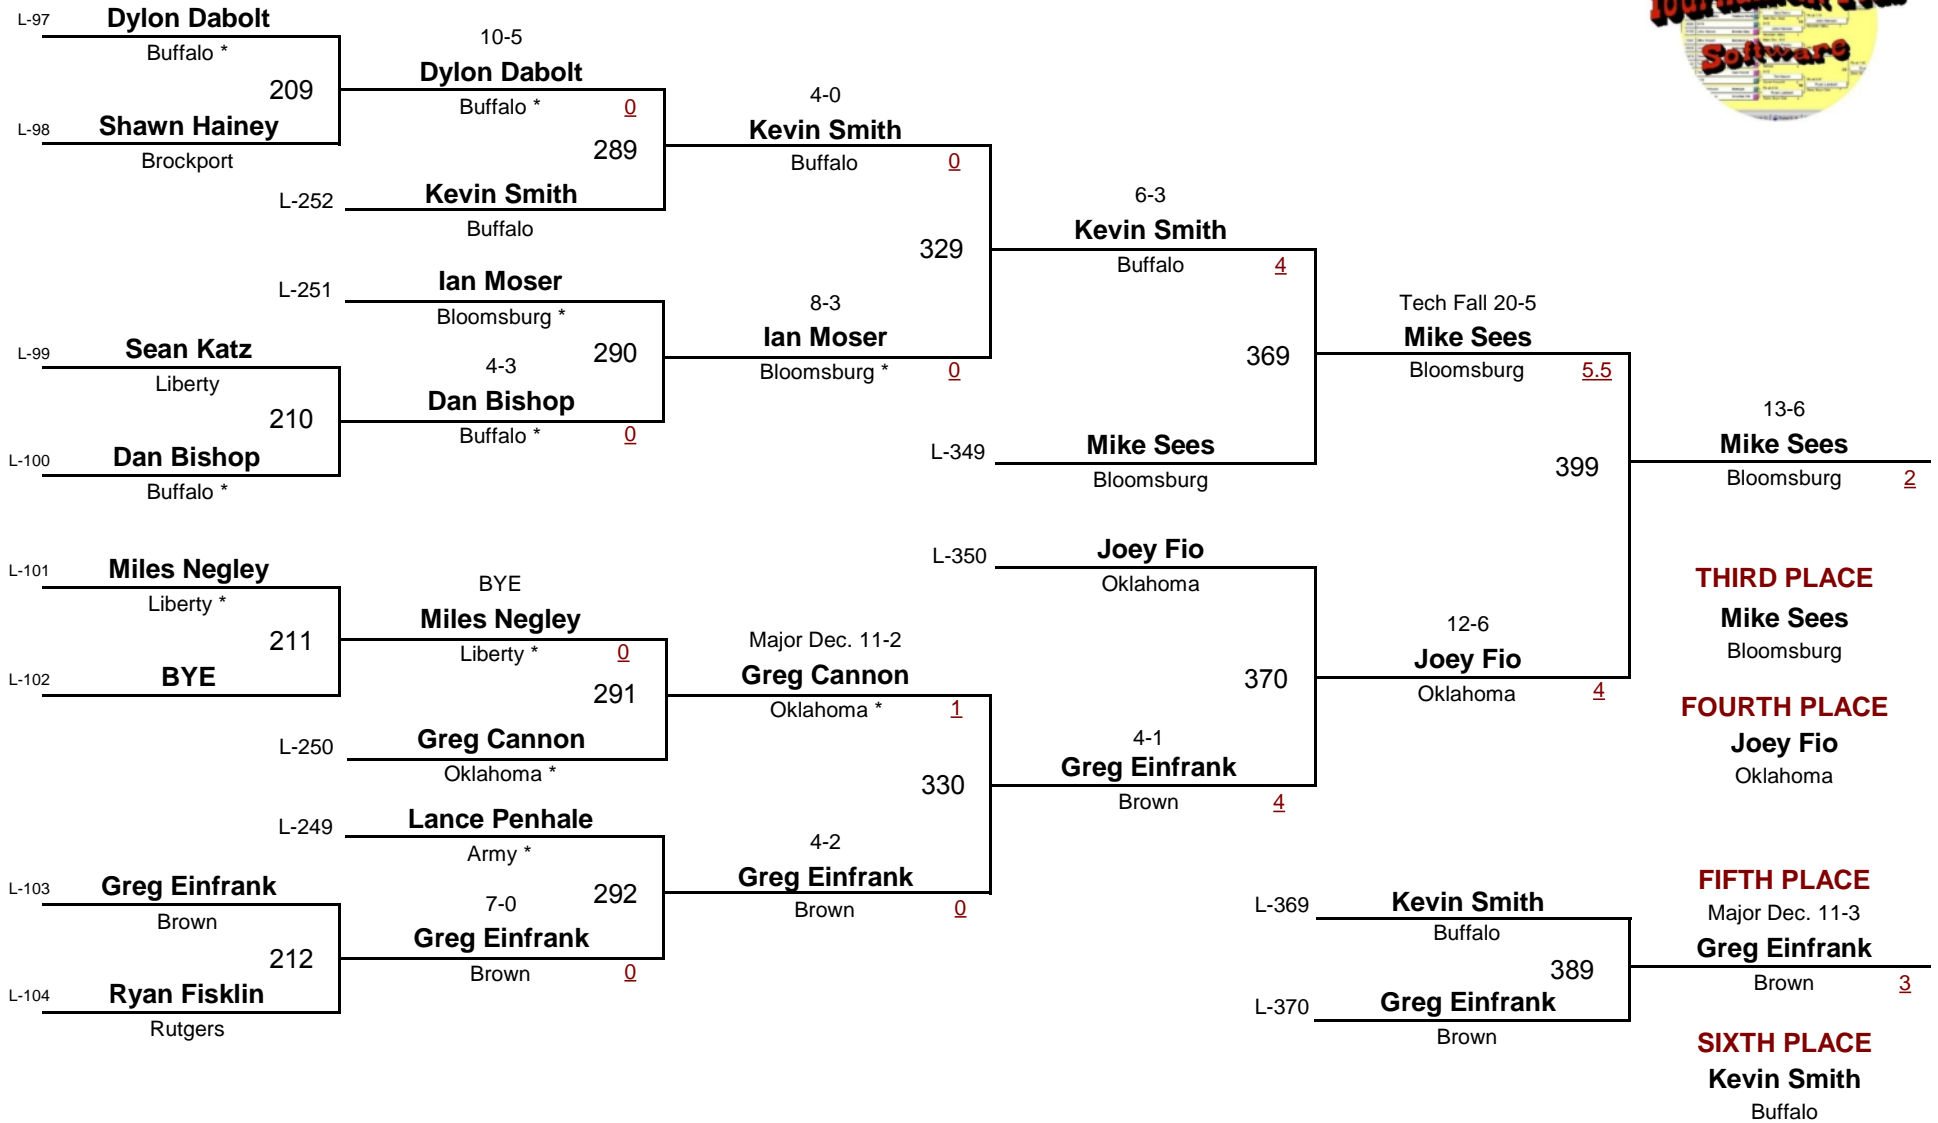 L-97
Dylon Dabolt
Buffalo *
209
L-98
Shawn Hainey
Brockport
10-5
Dylon Dabolt
Buffalo *
0
289
L-252
Kevin Smith
Buffalo
L-251
Ian Moser
Bloomsburg *
290
L-99
Sean Katz
Liberty
210
L-100
Dan Bishop
Buffalo *
4-3
Dan Bishop
Buffalo *
0
4-0
Kevin Smith
Buffalo
0
329
8-3
Ian Moser
Bloomsburg *
0
6-3
Kevin Smith
Buffalo
4
369
L-349
Mike Sees
Bloomsburg
Tech Fall 20-5
Mike Sees
Bloomsburg
5.5
399
13-6
Mike Sees
Bloomsburg
2
L-101
Miles Negley
Liberty *
211
L-102
BYE
BYE
Miles Negley
Liberty *
0
291
L-250
Greg Cannon
Oklahoma *
L-249
Lance Penhale
Army *
292
L-103
Greg Einfrank
Brown
212
L-104
Ryan Fisklin
Rutgers
7-0
Greg Einfrank
Brown
0
Major Dec. 11-2
Greg Cannon
Oklahoma *
1
330
4-2
Greg Einfrank
Brown
0
L-350
Joey Fio
Oklahoma
370
4-1
Greg Einfrank
Brown
4
12-6
Joey Fio
Oklahoma
4
THIRD PLACE
Mike Sees
Bloomsburg
FOURTH PLACE
Joey Fio
Oklahoma
L-369
Kevin Smith
Buffalo
389
L-370
Greg Einfrank
Brown
FIFTH PLACE
Major Dec. 11-3
Greg Einfrank
Brown
3
SIXTH PLACE
Kevin Smith
Buffalo
Software